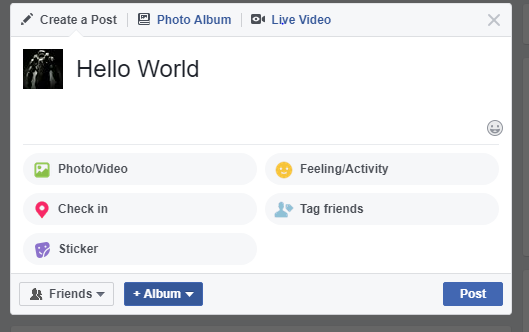 Create a Post Photo Album Live Video
Hello World
Photo/Video Feeling/Activity
Check in Tag friends
Sticker
Friends + Album Post